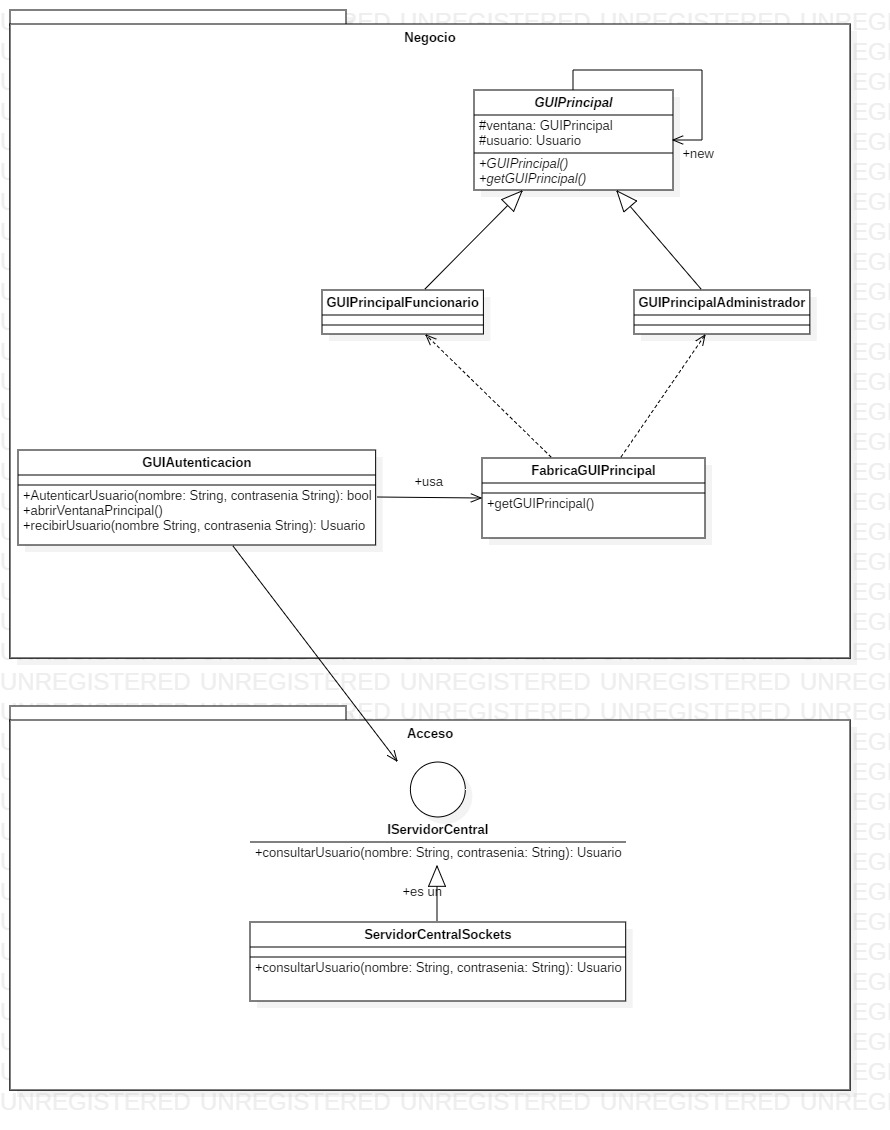 Negocio
GUIPrincipal
#ventana: GUIPrincipal
#usuario: Usuario
+GUIPrincipal()
+getGUIPrincipal()
+new
GUIPrincipalFuncionario
GUIPrincipalAdministrador
GUIAutenticacion
+AutenticarUsuario(nombre: String, contrasenia String): bool
+abrirVentanaPrincipal()
+recibirUsuario(nombre String, contrasenia String): Usuario
+usa
FabricaGUIPrincipal
+getGUIPrincipal()
UNREGISTERED UNREGISTERED UNREGISTERED UNREGISTERED UNREG
Acceso
IServidorCentral
+consultarUsuario(nombre: String, contrasenia: String): Usuario
+es un
ServidorCentralSockets
+consultarUsuario(nombre: String, contrasenia: String): Usuario
UNREGISTERED UNREGISTERED UNREGISTERED UNREGISTERED UNREG